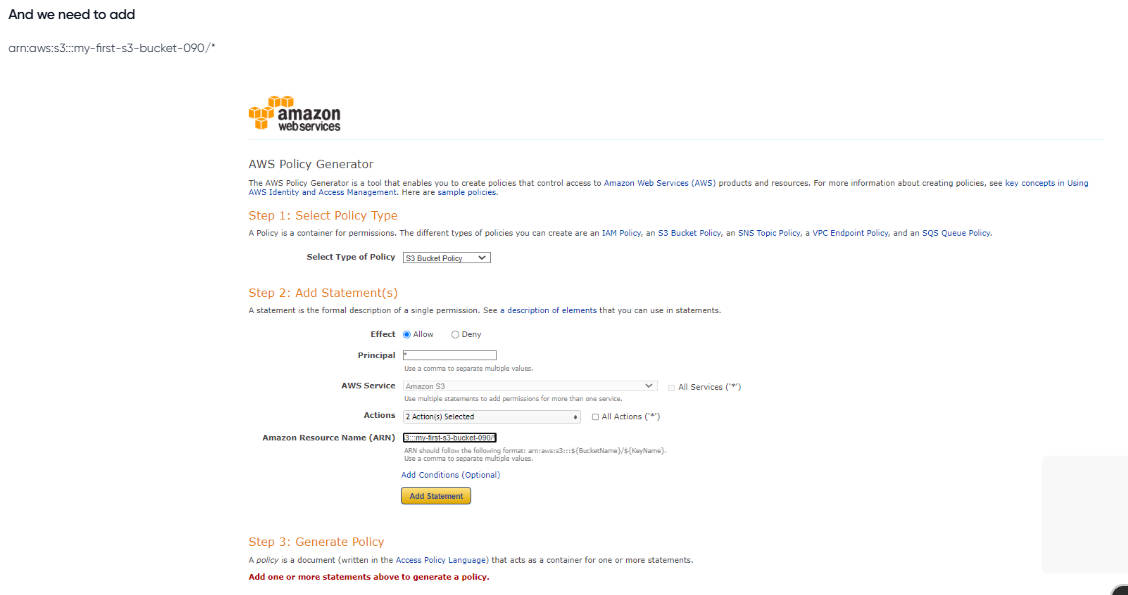 And we need to add
arn:aws:s3:::my-first-s3-bucket-090/*
amazon
webservices
AWS Policy Generator
The AWS Policy Generator is a tool that enables you to create policies that control access to Amazon Web Services (AWS) products and resources. For more information about creating policies, see key concepts in Using
AWS Identity and Access Management. Here are sample policies.
Step 1: Select Policy Type
A Policy is a container for permissions. The different types of policies you can create are an IAM Policy, an S3 Bucket Policy, an SNS Topic Policy, a VPC Endpoint Policy, and an SQS Queue Policy.
Select Type of Policy S3 Bucket Policy
Step 2: Add Statement(s)
A statement is the formal description of a single permission. See a description of elements that you can use in statements.
Effect Allow Deny
Principal *
Use a comma to separate multiple values.
AWS Service Amazon S3 All Services ('*')
Use multiple statements to add permissions for more than one service.
Actions 2 Action(s) Selected All Actions ('*')
Amazon Resource Name (ARN) 3:::my-first-s3-bucket-090/*
ARN should follow the following format: arn:aws:s3:::${BucketName}/${KeyName}.
Use a comma to separate multiple values.
Add Conditions (Optional)
Add Statement
Step 3: Generate Policy
A policy is a document (written in the Access Policy Language) that acts as a container for one or more statements.
Add one or more statements above to generate a policy.